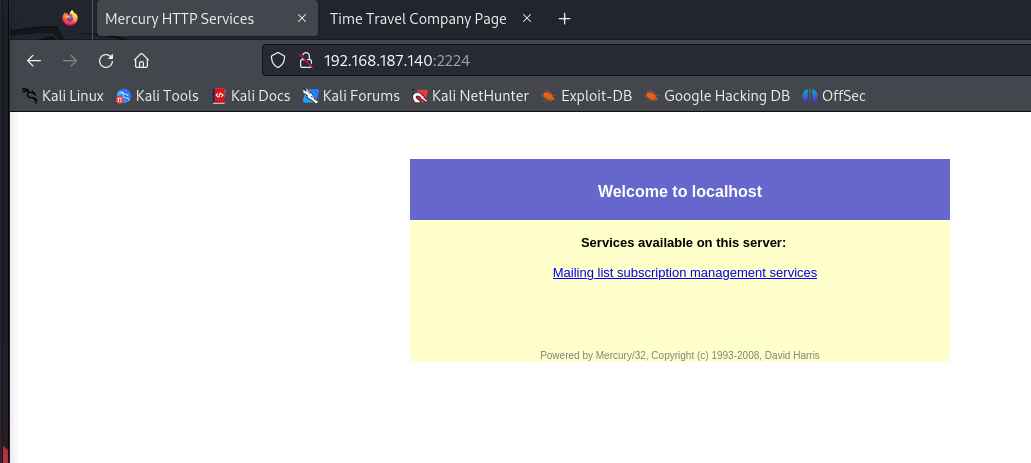 Mercury HTTP Services × Time Travel Company Page × +
192.168.187.140:2224
Kali Linux Kali Tools Kali Docs Kali Forums Kali NetHunter Exploit-DB Google Hacking DB OffSec
Welcome to localhost
Services available on this server:
Mailing list subscription management services
Powered by Mercury/32, Copyright (c) 1993-2008, David Harris